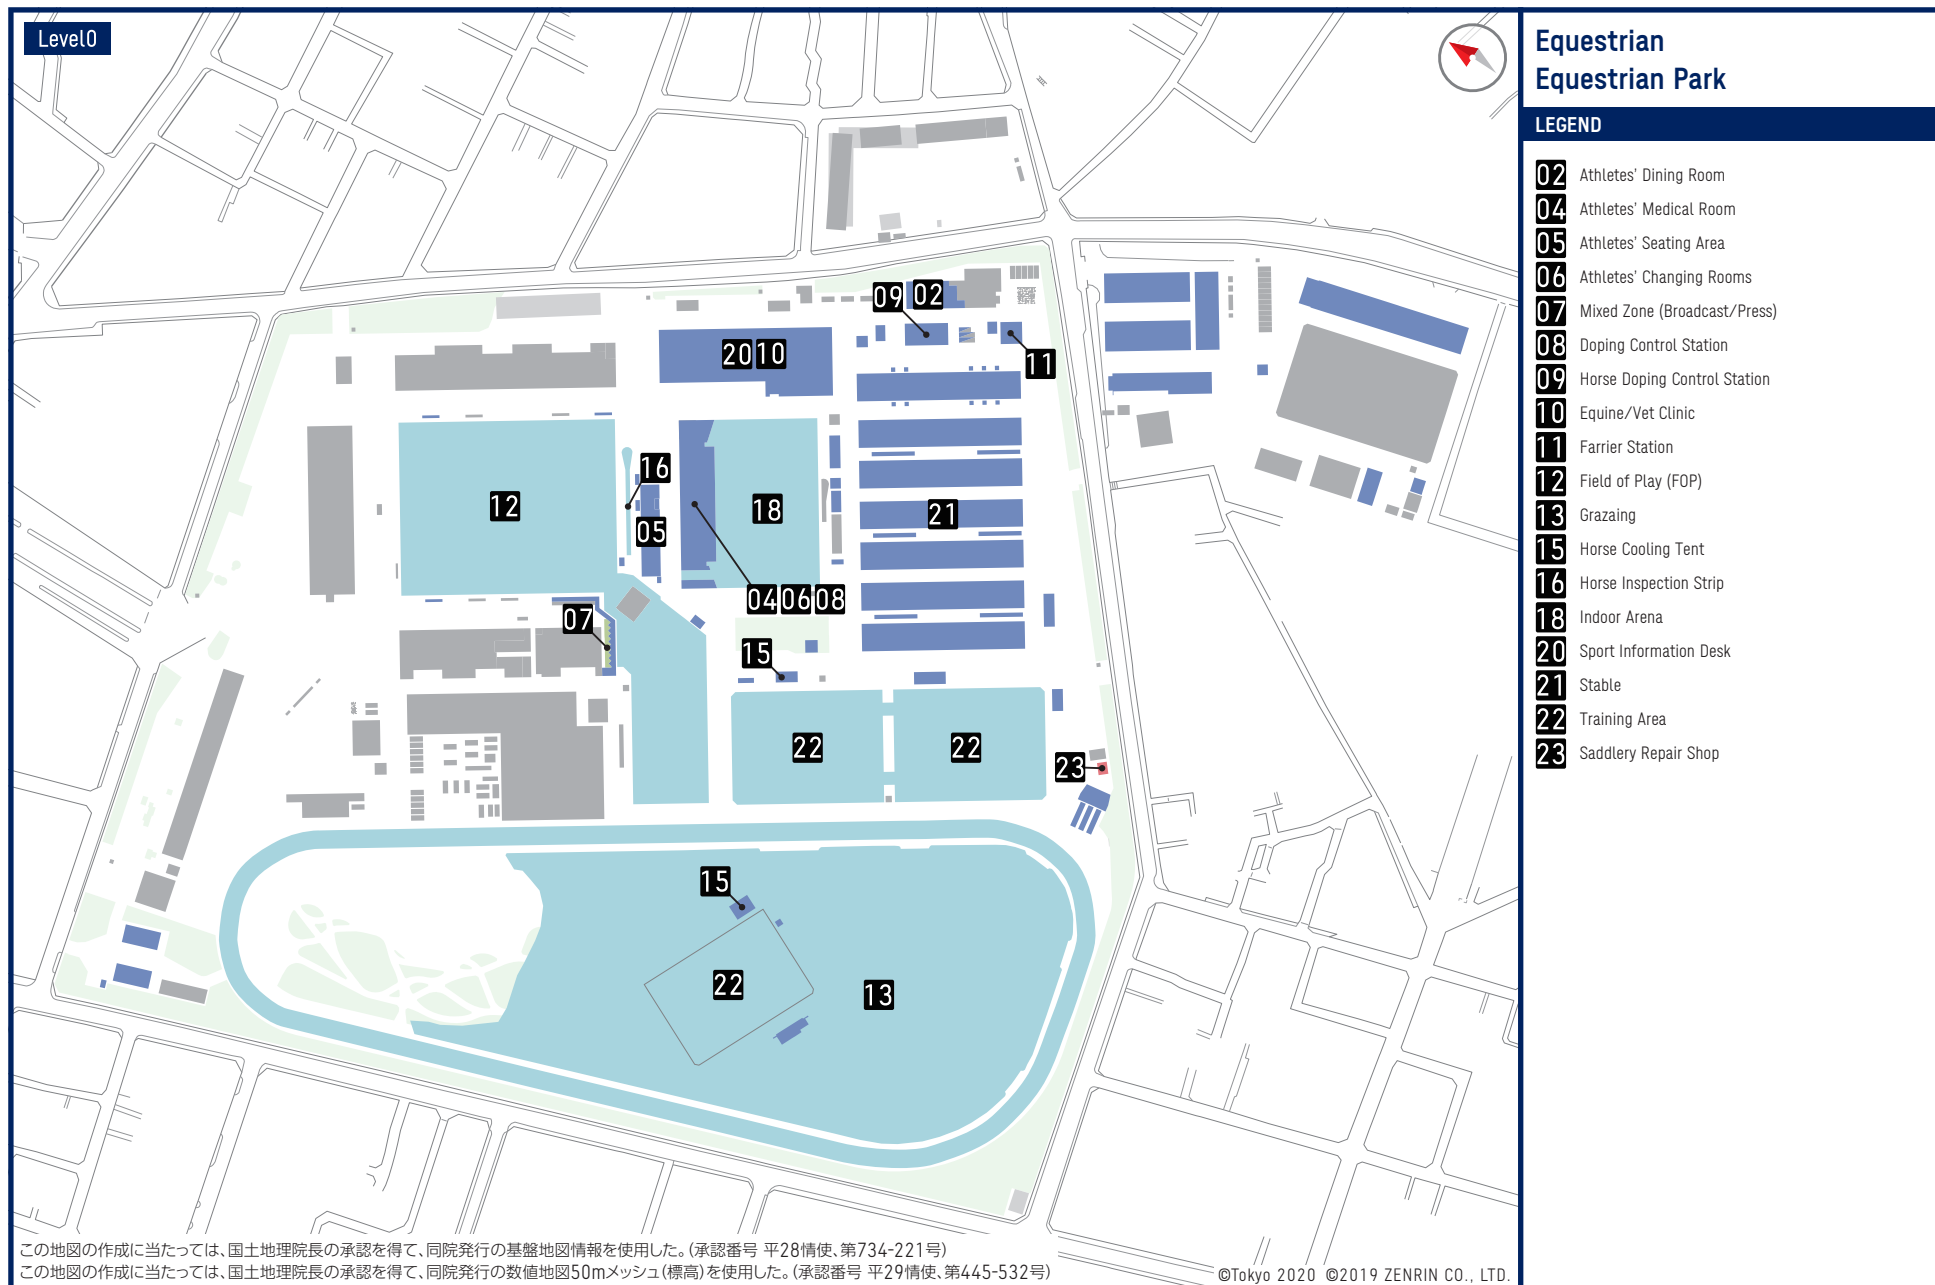 Level0
Equestrian
Equestrian Park
LEGEND
02 Athletes' Dining Room
04 Athletes' Medical Room
05 Athletes' Seating Area
06 Athletes' Changing Rooms
07 Mixed Zone (Broadcast/Press)
08 Doping Control Station
09 Horse Doping Control Station
10 Equine/Vet Clinic
11 Farrier Station
12 Field of Play (FOP)
13 Grazaing
15 Horse Cooling Tent
16 Horse Inspection Strip
18 Indoor Arena
20 Sport Information Desk
21 Stable
22 Training Area
23 Saddlery Repair Shop
09 02
20 10
11
16
12
18
05
21
04 06 08
07
15
22
22
23
15
22
13
この地図の作成に当たっては、国土地理院長の承認を得て、同院発行の基盤地図情報を使用した。(承認番号 平28情使、第734-221号)
この地図の作成に当たっては、国土地理院長の承認を得て、同院発行の数値地図50mメッシュ(標高)を使用した。(承認番号 平29情使、第445-532号)
©Tokyo 2020 ©2019 ZENRIN CO., LTD.